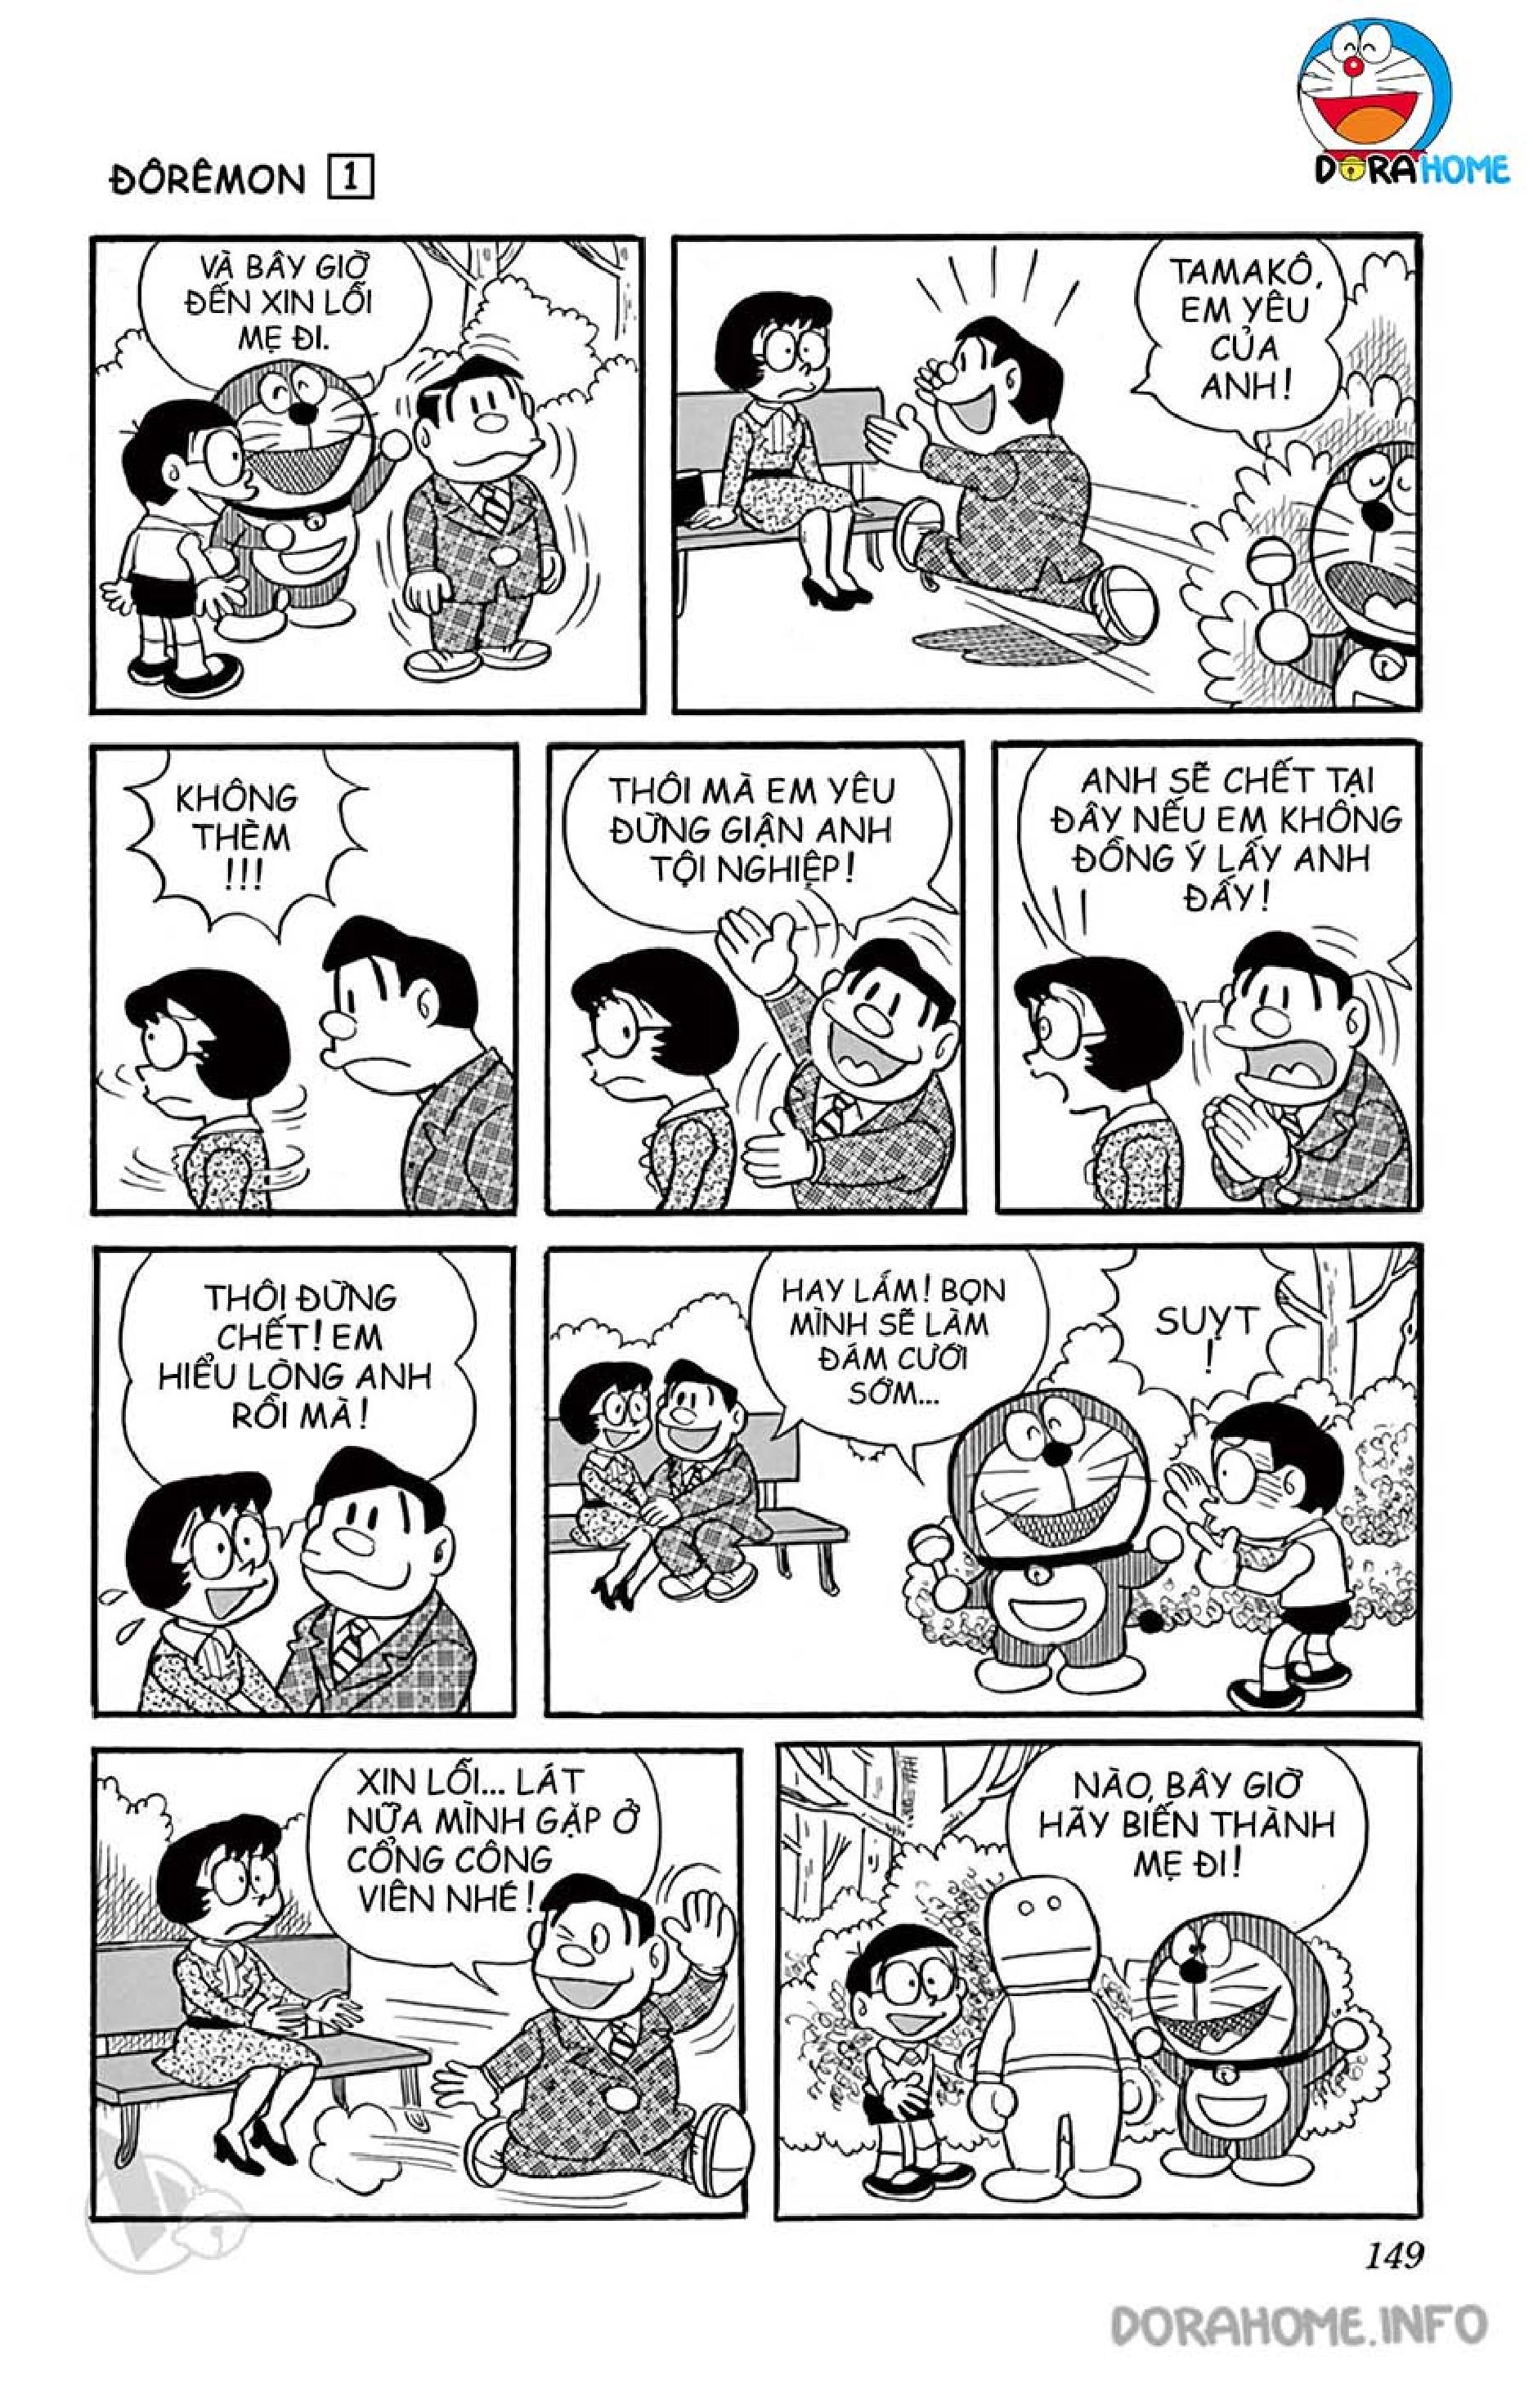 DORAHOME
ĐÔRÊMON 1
VÀ BÂY GIỜ
ĐẾN XIN LỖI
MẸ ĐI.
TAMAKÔ,
EM YÊU
CỦA
ANH!
KHÔNG
THÈM
!!!
THÔI MÀ EM YÊU
ĐỪNG GIẬN ANH
TỘI NGHIỆP!
ANH SẼ CHẾT TẠI
ĐÂY NẾU EM KHÔNG
ĐỒNG Ý LẤY ANH
ĐẤY!
THÔI ĐỪNG
CHẾT! EM
HIỂU LÒNG ANH
RỒI MÀ!
HAY LẮM! BỌN
MÌNH SẼ LÀM
ĐÁM CƯỚI
SỚM...
SUỴT
!
XIN LỖI... LÁT
NỮA MÌNH GẶP Ở
CỔNG CÔNG
VIÊN NHÉ!
NÀO, BÂY GIỜ
HÃY BIẾN THÀNH
MẸ ĐI!
149
DORAHOME.INFO